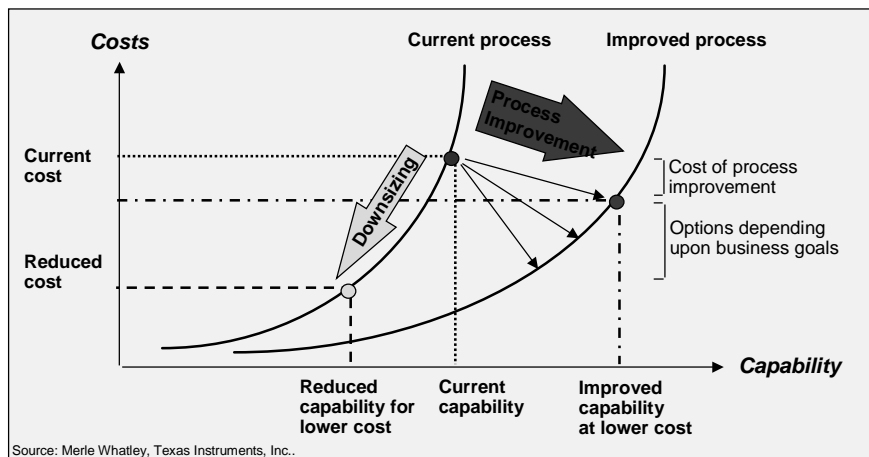 Costs
Current process
Improved process
Process
Improvement
Current
cost
Downsizing
Cost of process
improvement
Options depending
upon business goals
Reduced
cost
Capability
Reduced
capability for
lower cost
Current
capability
Improved
capability
at lower cost
Source: Merle Whatley, Texas Instruments, Inc..